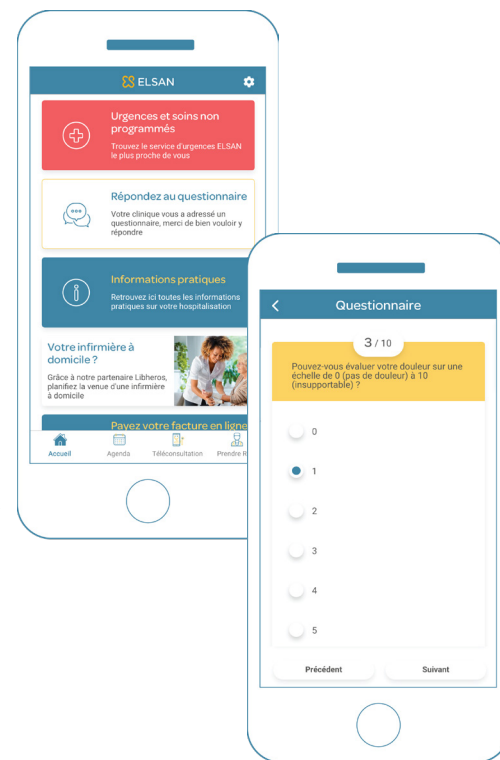 ELSAN
Urgences et soins non
programmés
Trouvez le service d'urgences ELSAN
le plus proche de vous
Répondez au questionnaire
Votre clinique vous a adressé un
questionnaire, merci de bien vouloir y
répondre
Informations pratiques
Retrouvez ici toutes les informations
pratiques sur votre hospitalisation
Votre infirmière à
domicile ?
Grâce à notre partenaire Libheros,
planifiez la venue d'une infirmière
à domicile
Payez votre facture en ligne
Accueil
Agenda
Téléconsultation
Prendre R
Questionnaire
3 / 10
Pouvez-vous évaluer votre douleur sur une
échelle de 0 (pas de douleur) à 10
(insupportable) ?
0
1
2
3
4
5
Précédent
Suivant